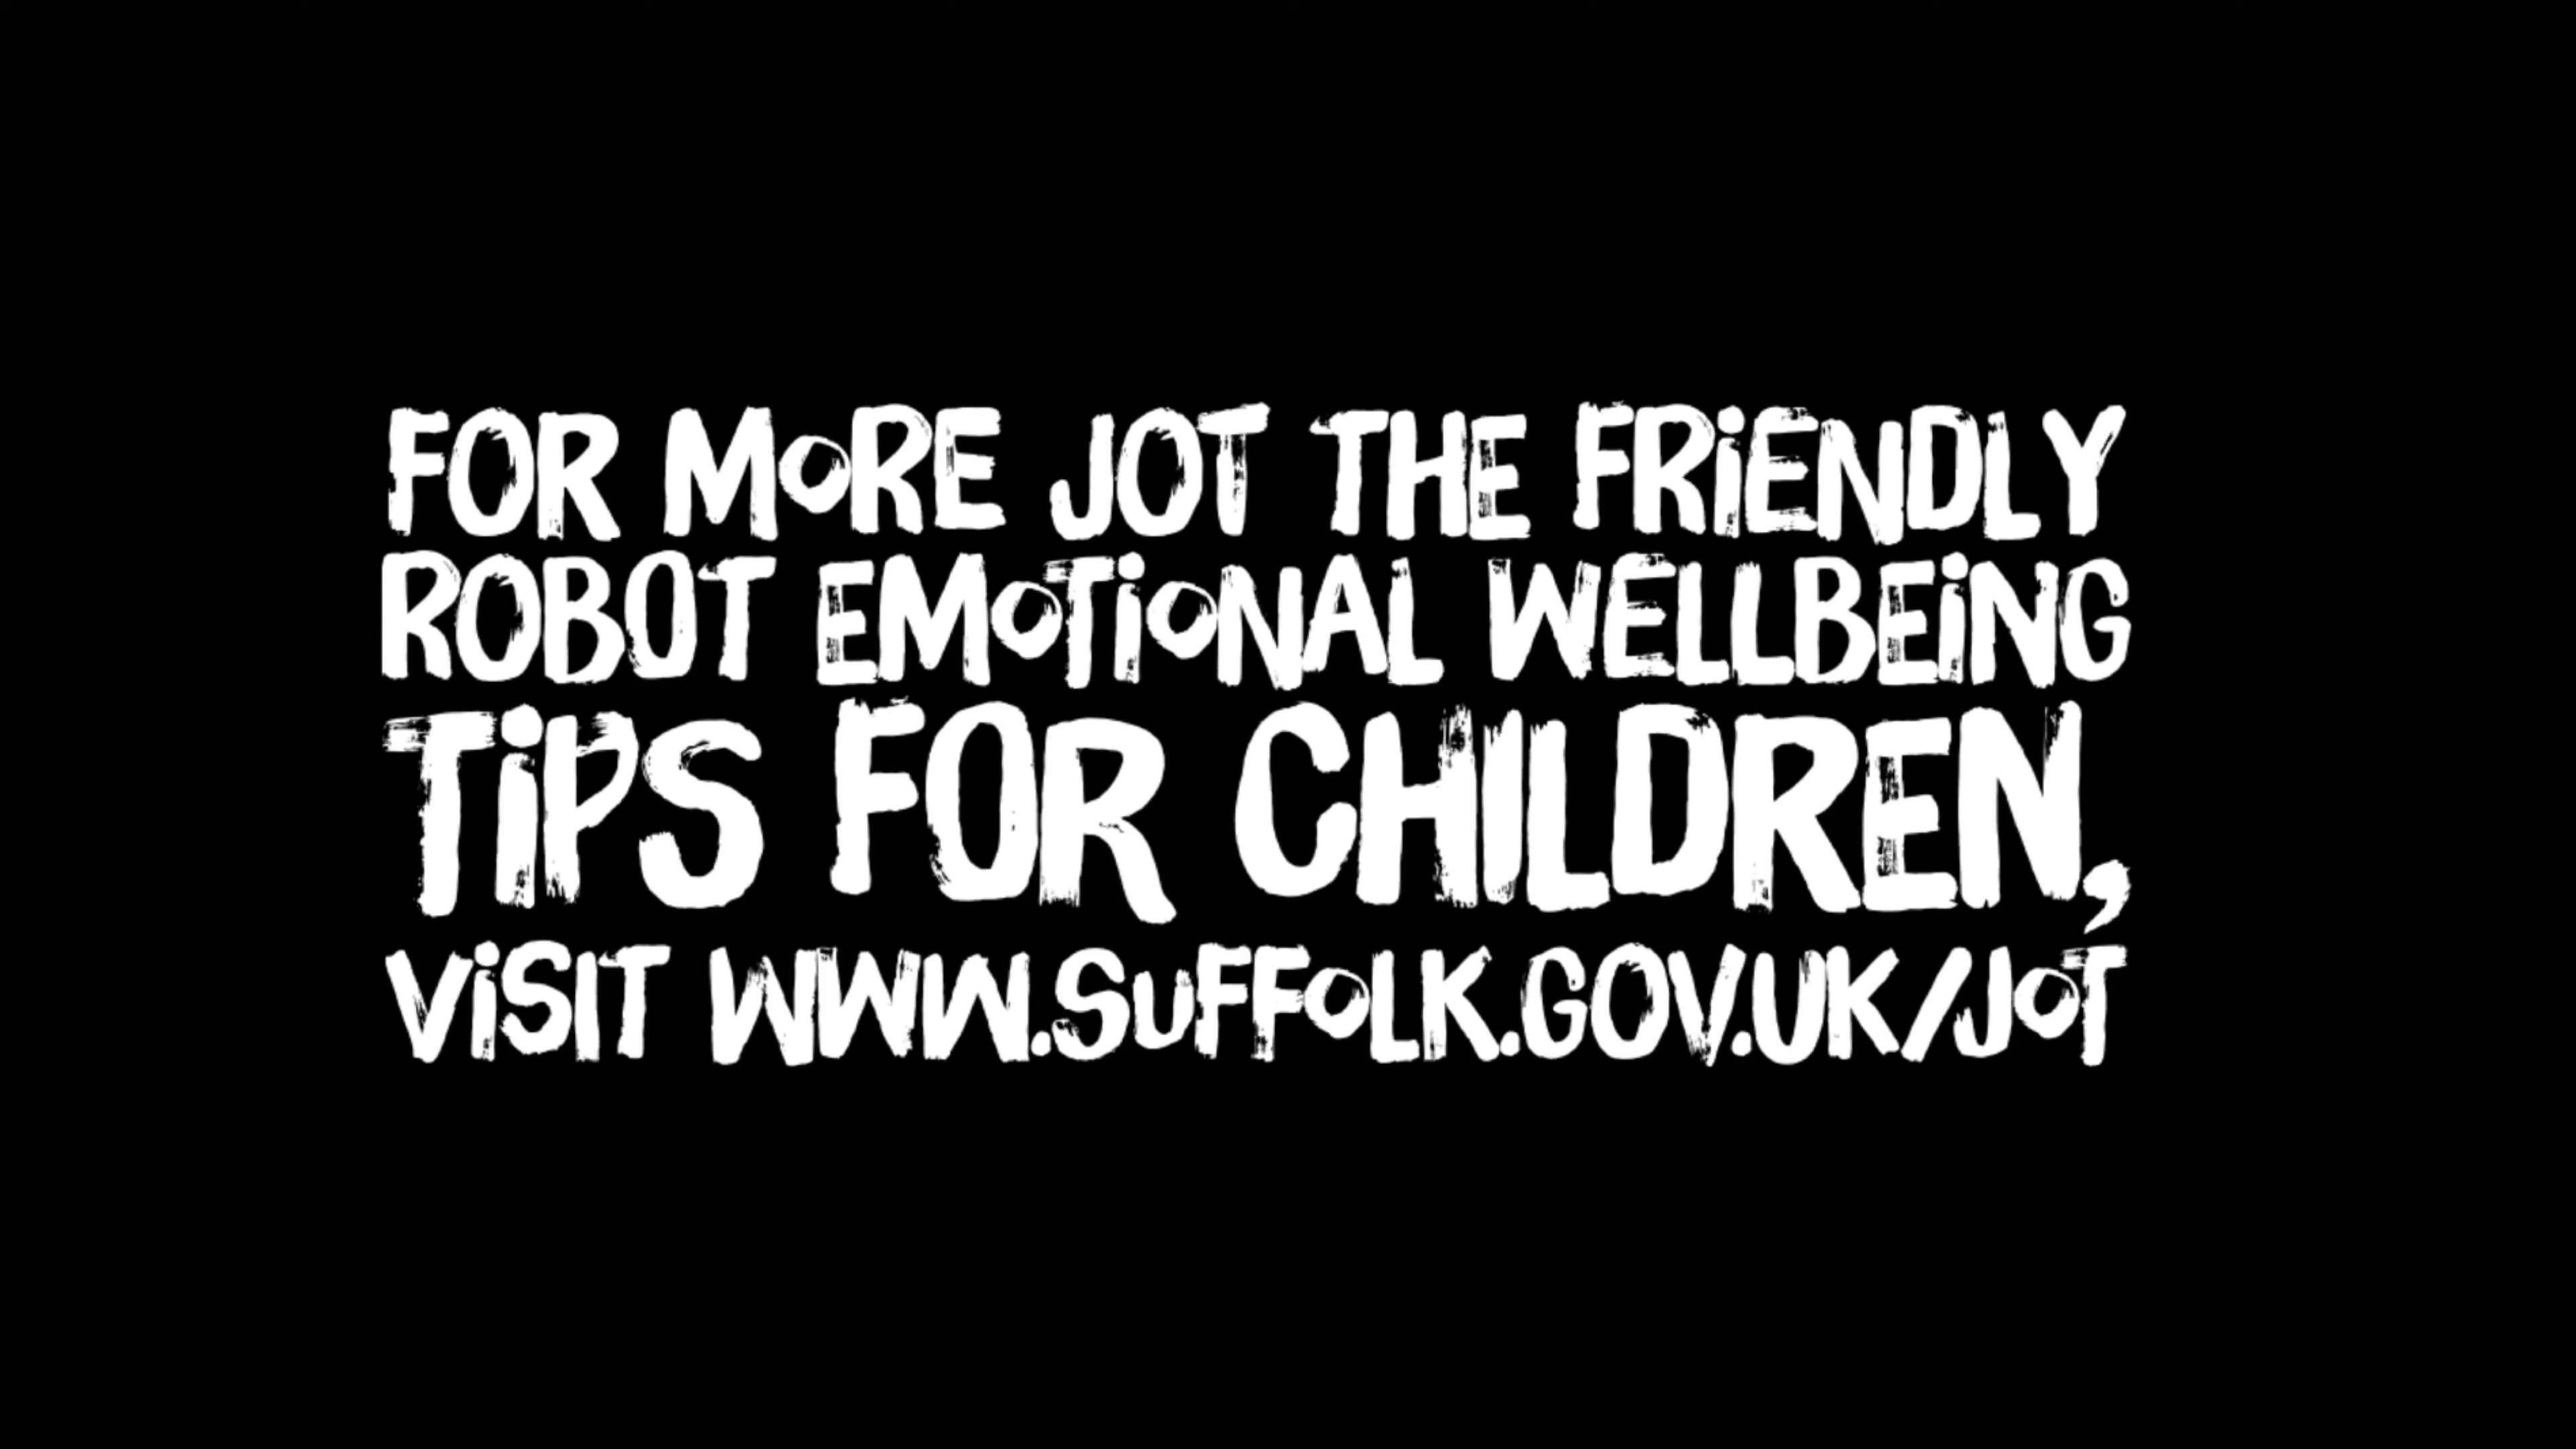 FOR MORE JOT THE FRIENDLY
ROBOT EMOTIONAL WELLBEING
TIPS FOR CHILDREN,
VISIT WWW.SUFFOLK.GOV.UK/JOT